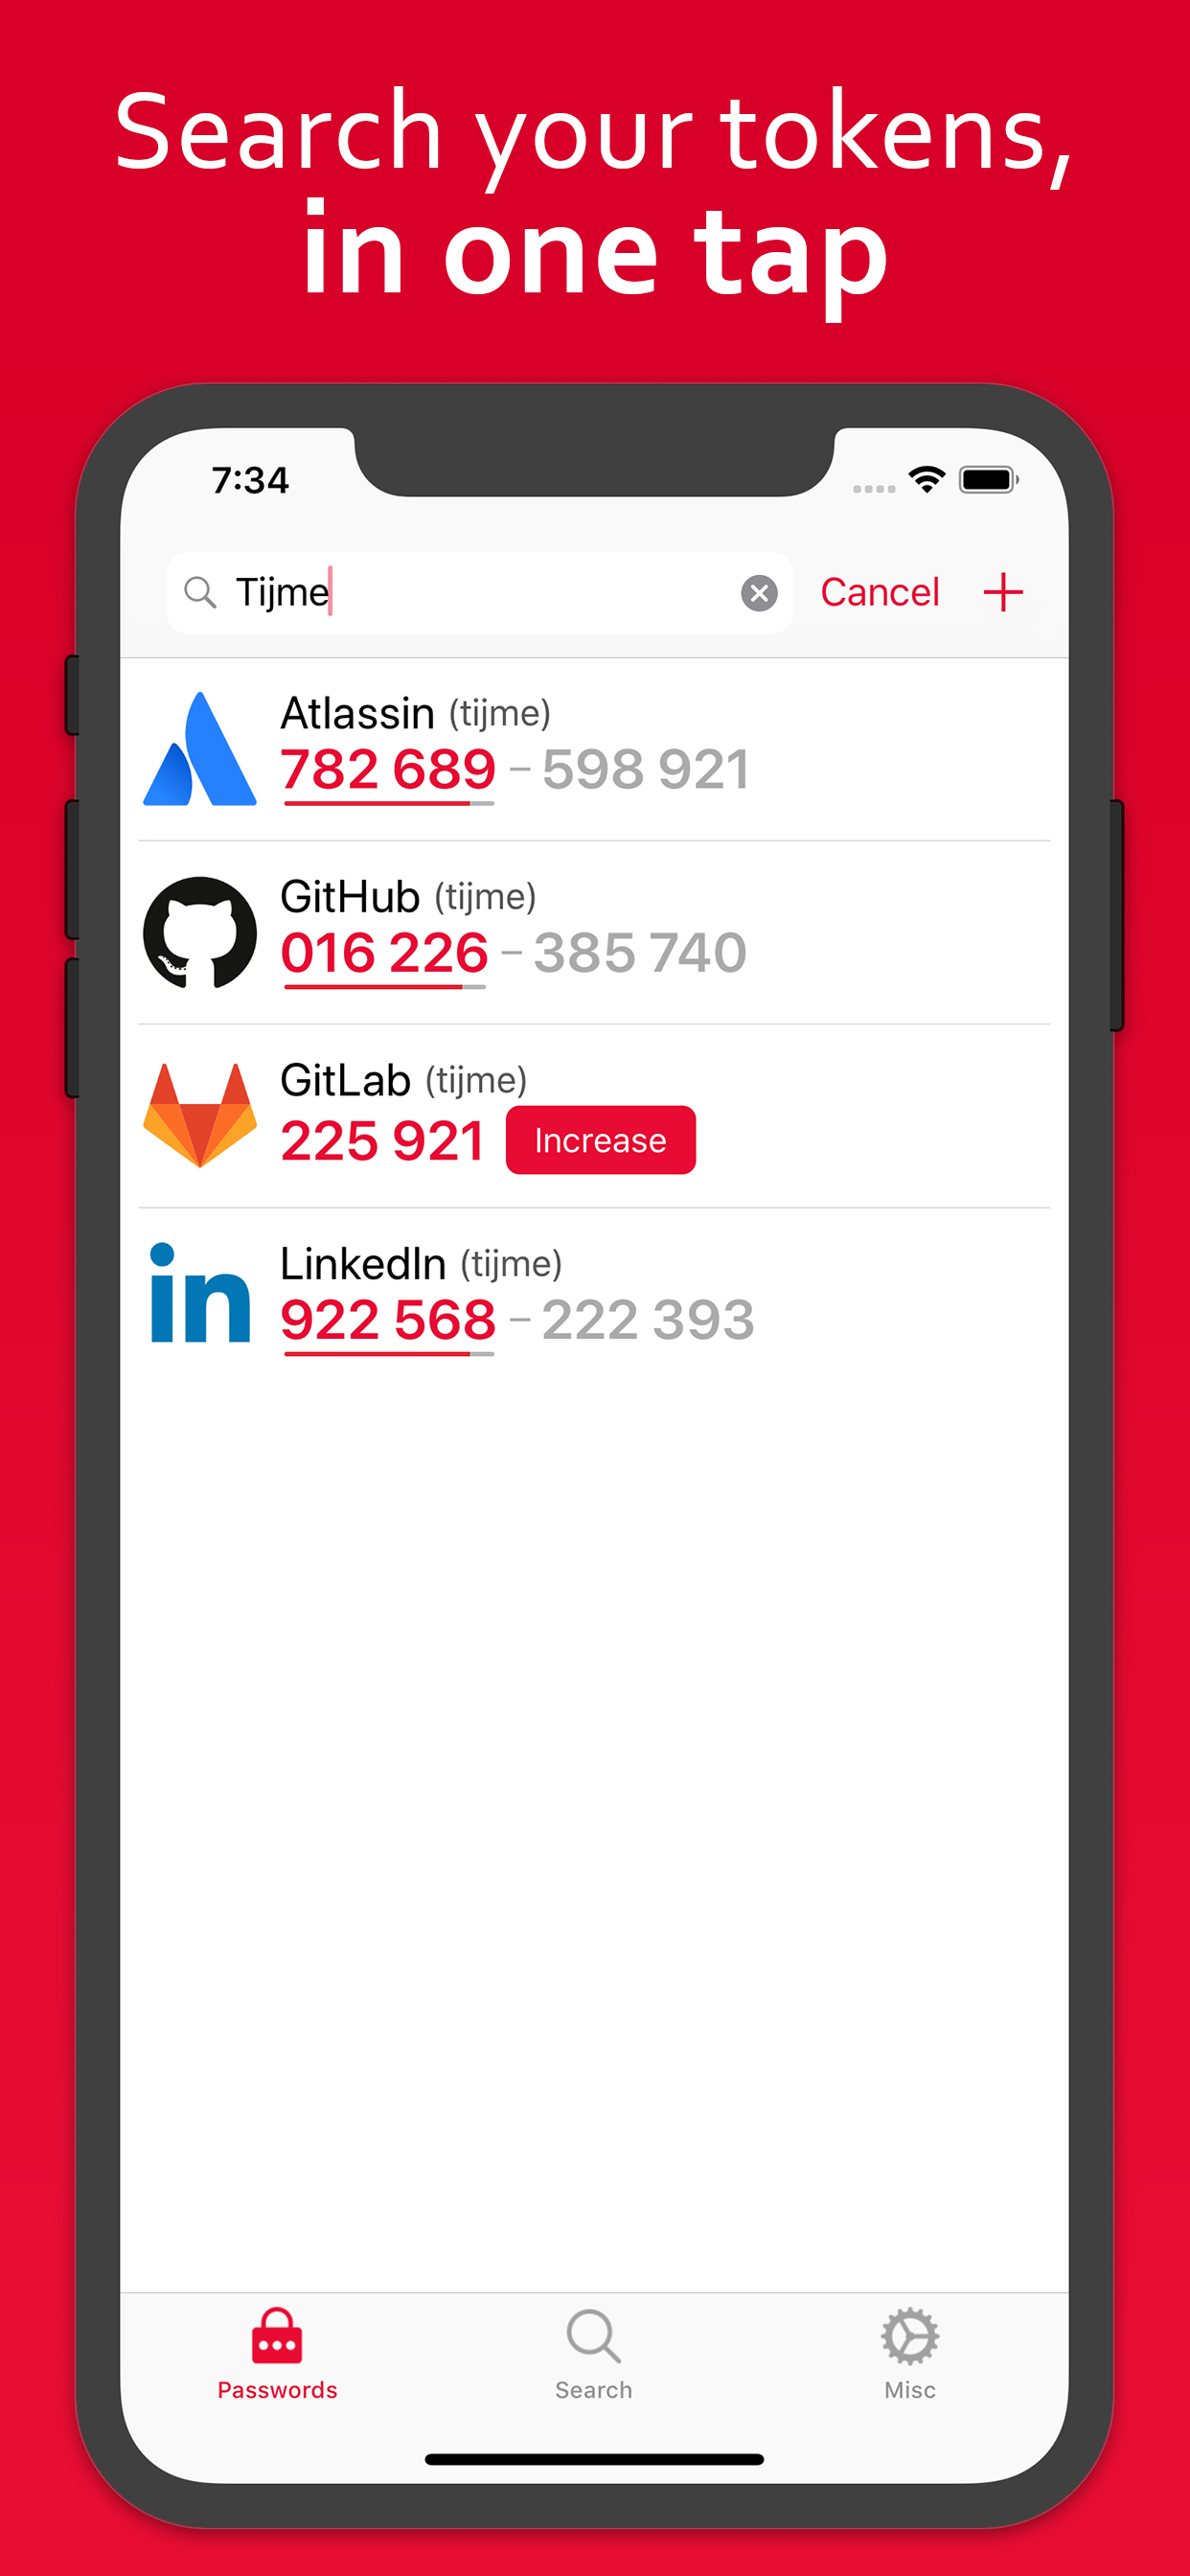 Search your tokens,
in one tap
7:34
Tijme
Cancel
Atlassin (tijme)
782 689 – 598 921
GitHub (tijme)
016 226 – 385 740
GitLab (tijme)
225 921 Increase
LinkedIn (tijme)
922 568 – 222 393
Passwords Search Misc